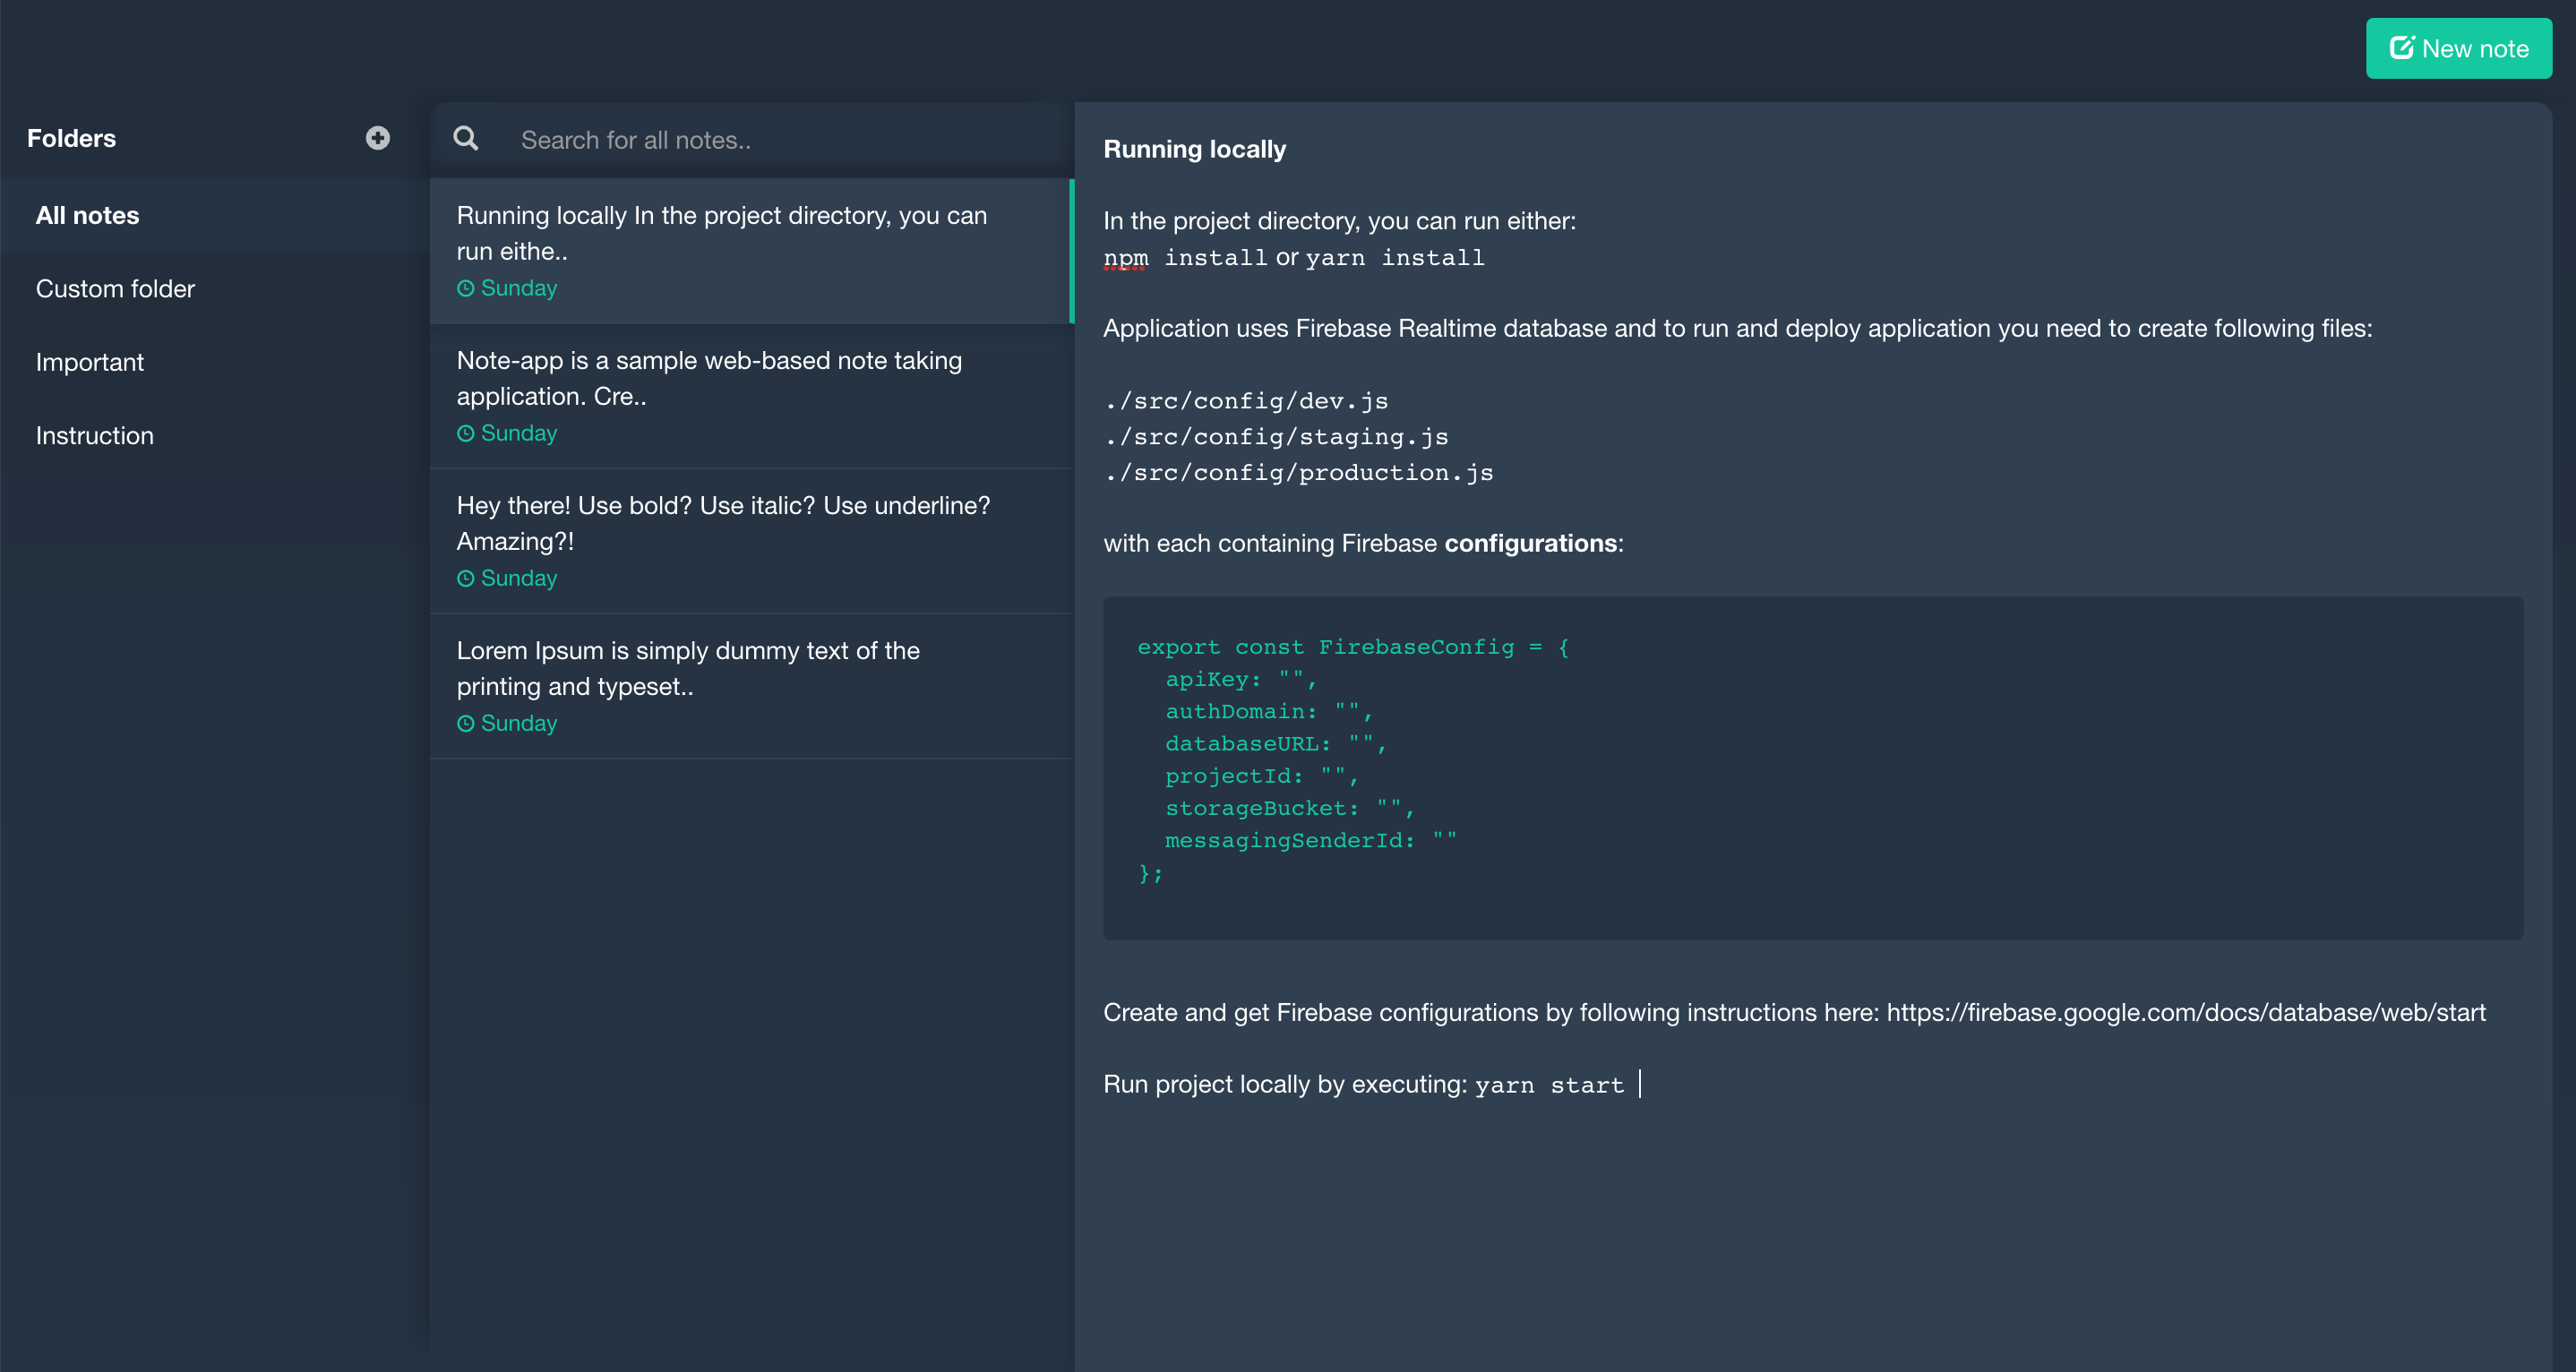 New note
Folders
All notes
Custom folder
Important
Instruction
Search for all notes..
Running locally In the project directory, you can
run eithe..
Sunday
Note-app is a sample web-based note taking
application. Cre..
Sunday
Hey there! Use bold? Use italic? Use underline?
Amazing?!
Sunday
Lorem Ipsum is simply dummy text of the
printing and typeset..
Sunday
Running locally
In the project directory, you can run either:
npm install or yarn install
Application uses Firebase Realtime database and to run and deploy application you need to create following files:
./src/config/dev.js
./src/config/staging.js
./src/config/production.js
with each containing Firebase configurations:
export const FirebaseConfig = {
  apiKey: "",
  authDomain: "",
  databaseURL: "",
  projectId: "",
  storageBucket: "",
  messagingSenderId: ""
};
Create and get Firebase configurations by following instructions here: https://firebase.google.com/docs/database/web/start
Run project locally by executing: yarn start